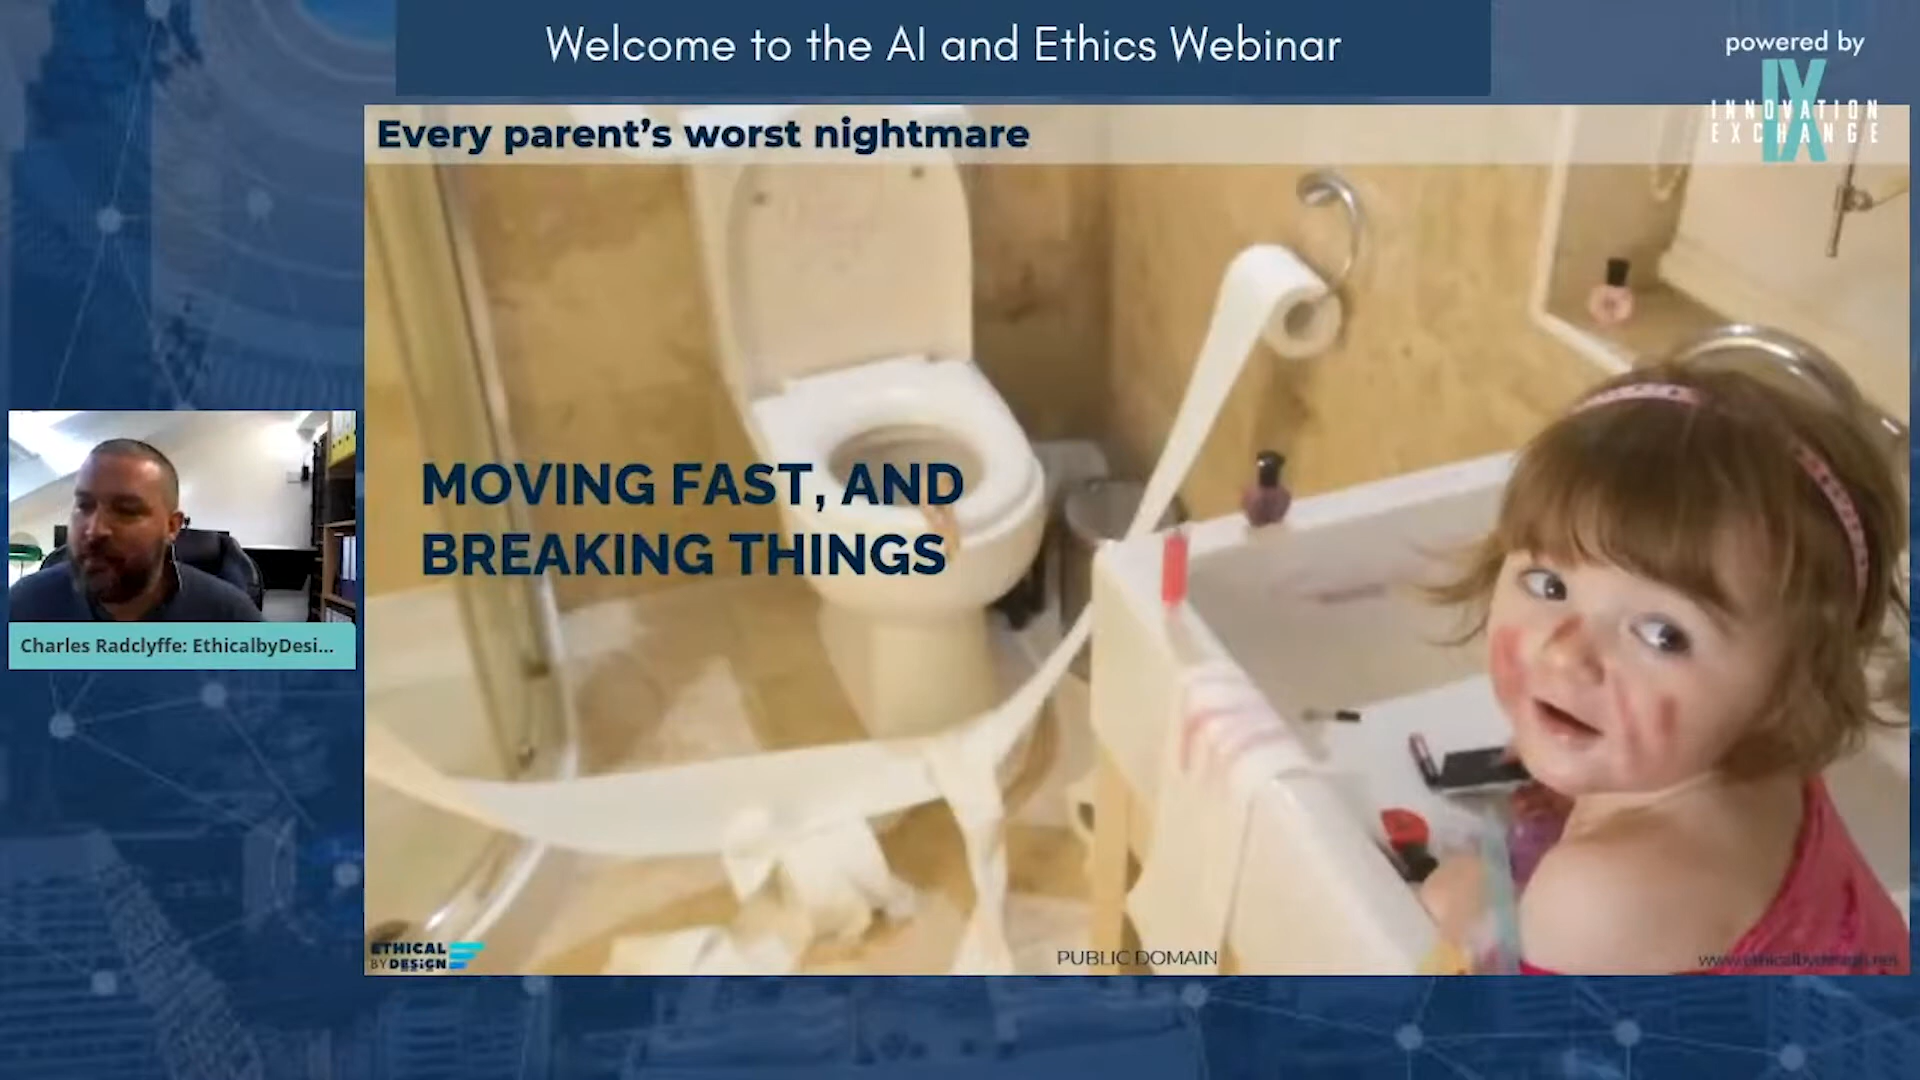 Welcome to the AI and Ethics Webinar
powered by
IX
INNOVATION
EXCHANGE
Every parent's worst nightmare
MOVING FAST, AND
BREAKING THINGS
Charles Radclyffe: EthicalbyDesi...
ETHICAL
BY DESIGN
PUBLIC DOMAIN